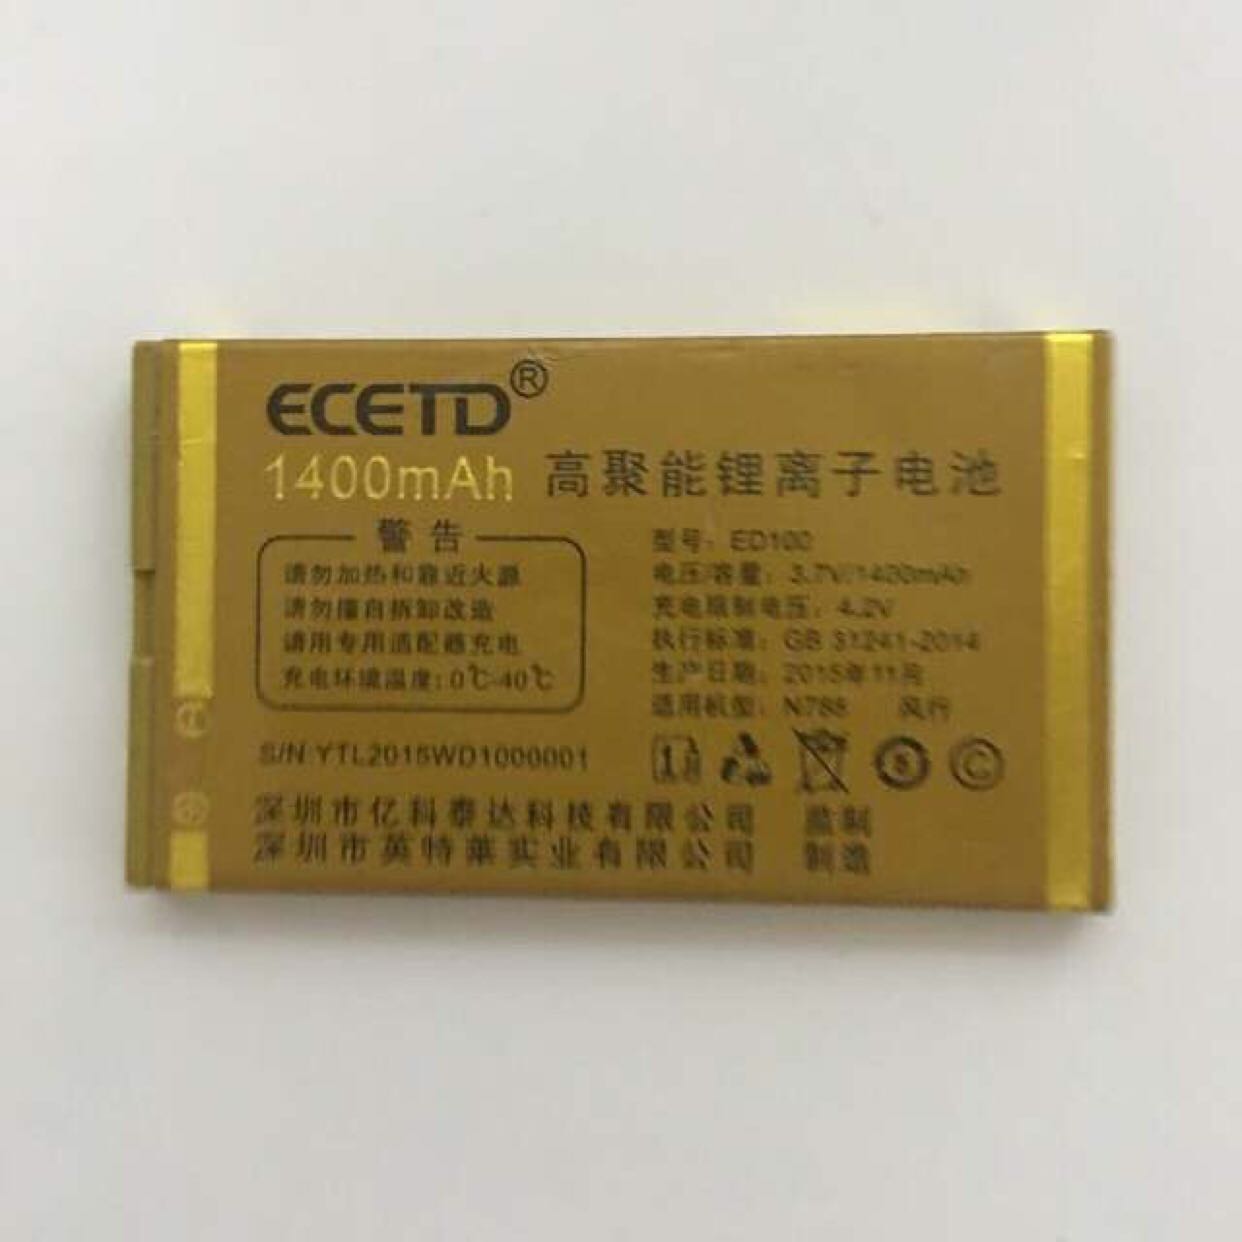 ECETD®
1400mAh 高聚能锂离子电池
警告
请勿加热和靠近火源
请勿擅自拆卸改造
请用专用适配器充电
充电环境温度:0℃-40℃
S/N:YTL2015WD1000001
型号: ED100
电压/容量: 3.7V/1400mAh
充电限制电压: 4.2V
执行标准: GB 31241-2014
生产日期: 2015年11月
适用机型: N788 风行
深圳市亿科泰达科技有限公司 监制
深圳市英特莱实业有限公司 制造